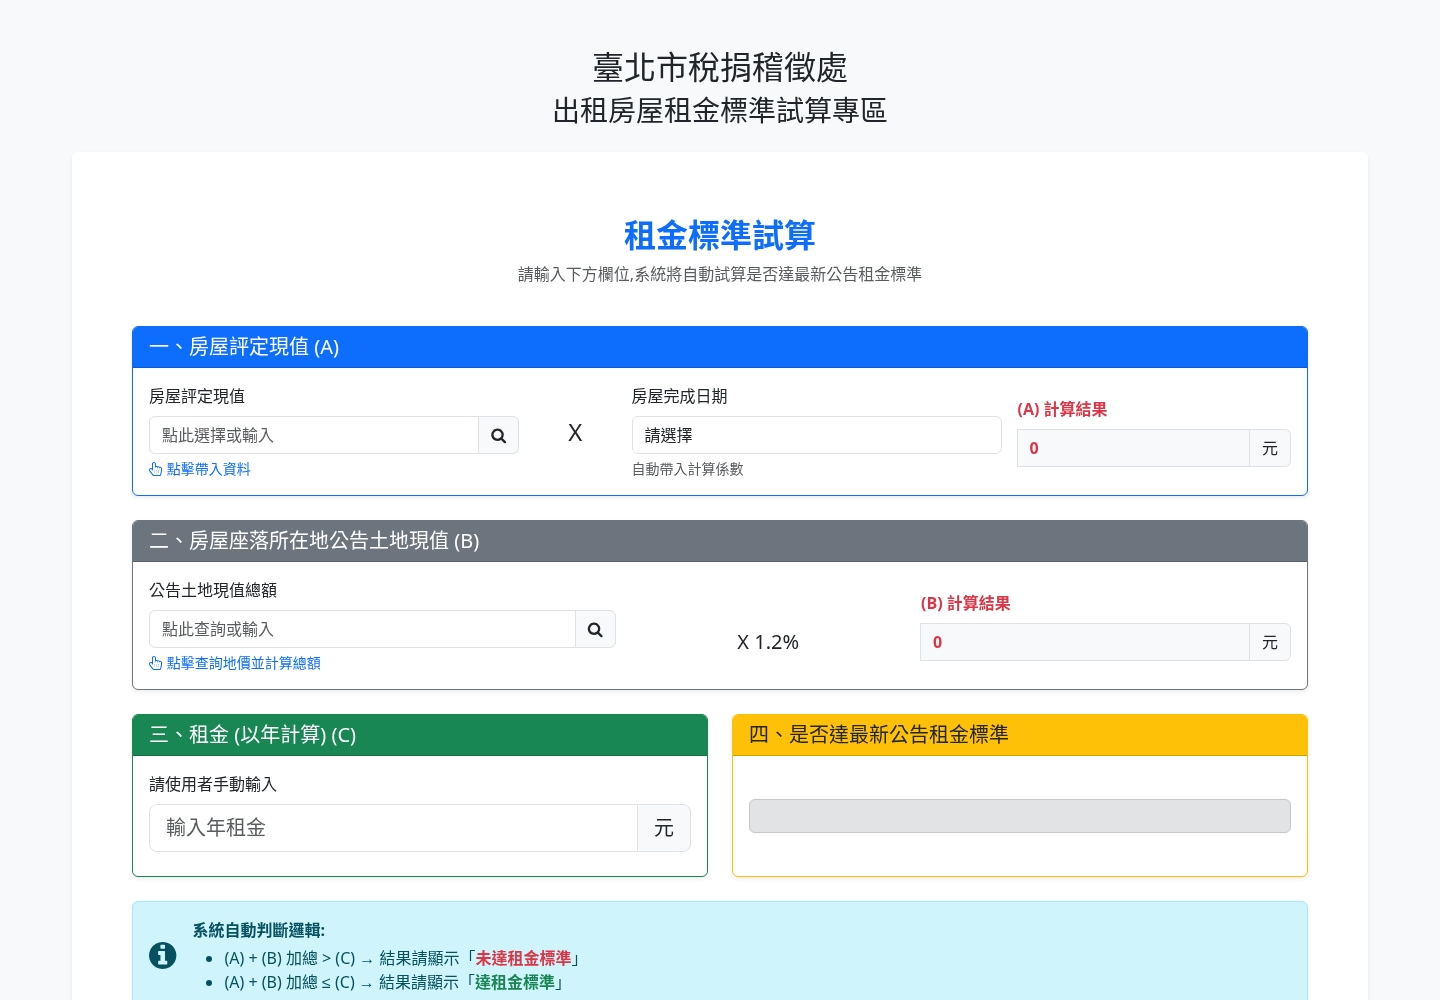 臺北市稅捐稽徵處
出租房屋租金標準試算專區
租金標準試算
請輸入下方欄位,系統將自動試算是否達最新公告租金標準
一、房屋評定現值 (A)
房屋評定現值
點此選擇或輸入
點擊帶入資料
X
房屋完成日期
請選擇
自動帶入計算係數
(A) 計算結果
0 元
二、房屋座落所在地公告土地現值 (B)
公告土地現值總額
點此查詢或輸入
點擊查詢地價並計算總額
X 1.2%
(B) 計算結果
0 元
三、租金 (以年計算) (C)
請使用者手動輸入
輸入年租金 元
四、是否達最新公告租金標準
系統自動判斷邏輯:
(A) + (B) 加總 > (C) → 結果請顯示「未達租金標準」
(A) + (B) 加總 ≤ (C) → 結果請顯示「達租金標準」